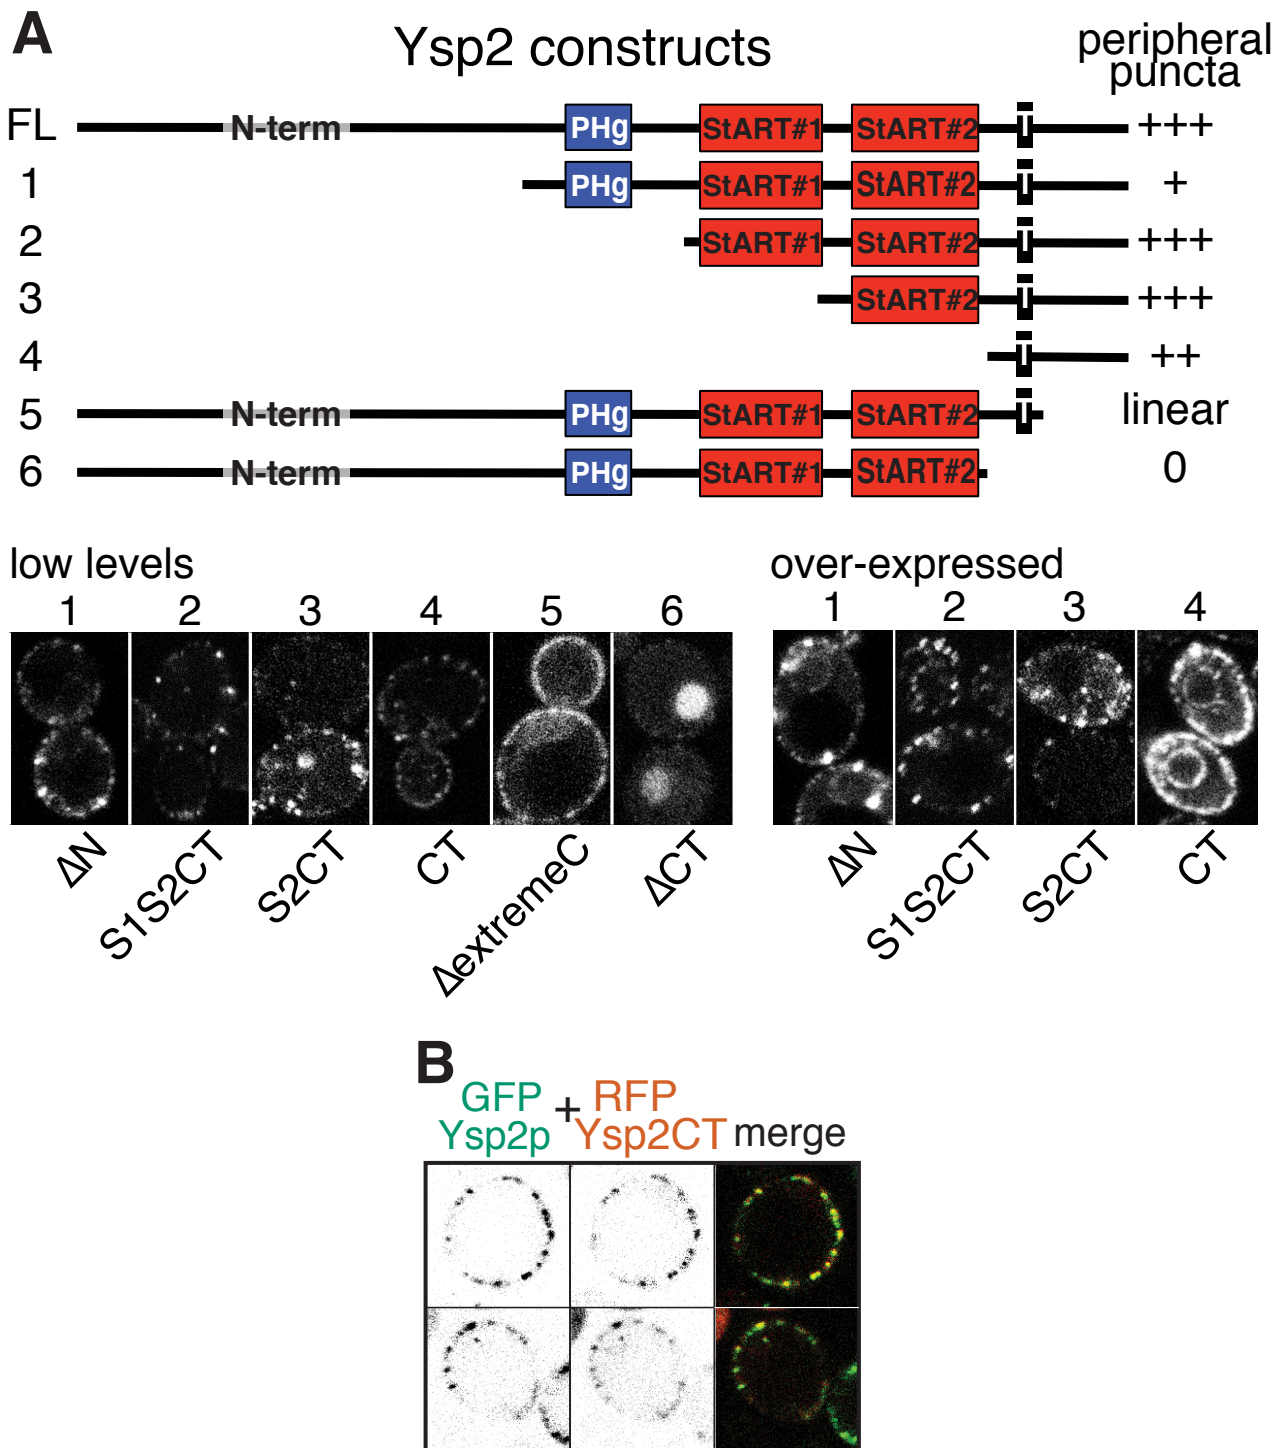 A
Ysp2 constructs
peripheral
puncta
FL N-term PHg StART#1 StART#2 +++
1 PHg StART#1 StART#2 +
2 StART#1 StART#2 +++
3 StART#2 +++
4 ++
5 N-term PHg StART#1 StART#2 linear
6 N-term PHg StART#1 StART#2 0
low levels
1 2 3 4 5 6
ΔN S1S2CT S2CT CT ΔextremeC ΔCT
over-expressed
1 2 3 4
ΔN S1S2CT S2CT CT
B
GFP + RFP
Ysp2p Ysp2CT merge